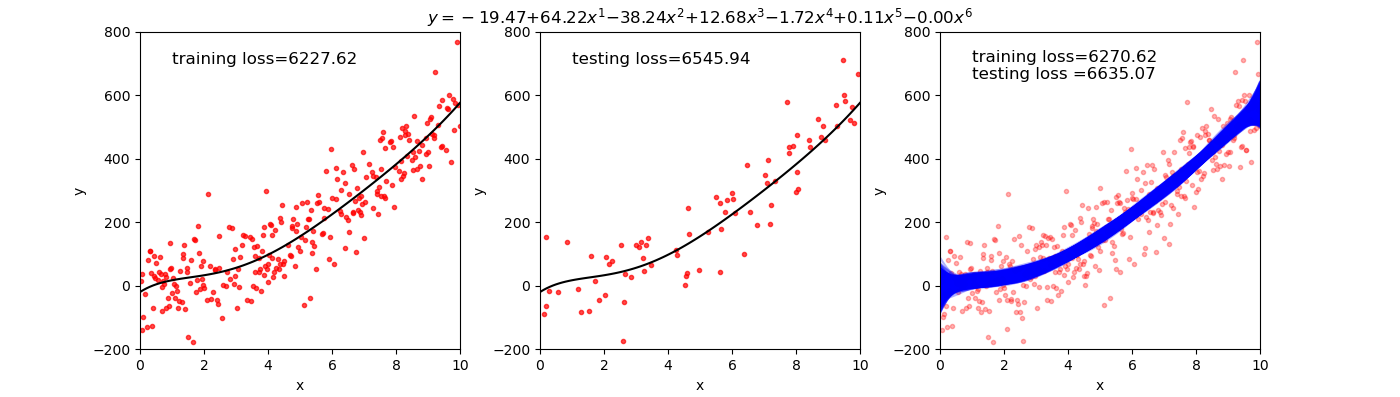 y = − 19.47+64.22x¹−38.24x²+12.68x³−1.72x⁴+0.11x⁵−0.00x⁶
training loss=6227.62
800
600
400
200
0
−200
y
0 2 4 6 8 10
x
testing loss=6545.94
800
600
400
200
0
−200
y
0 2 4 6 8 10
x
training loss=6270.62
testing loss =6635.07
800
600
400
200
0
−200
y
0 2 4 6 8 10
x